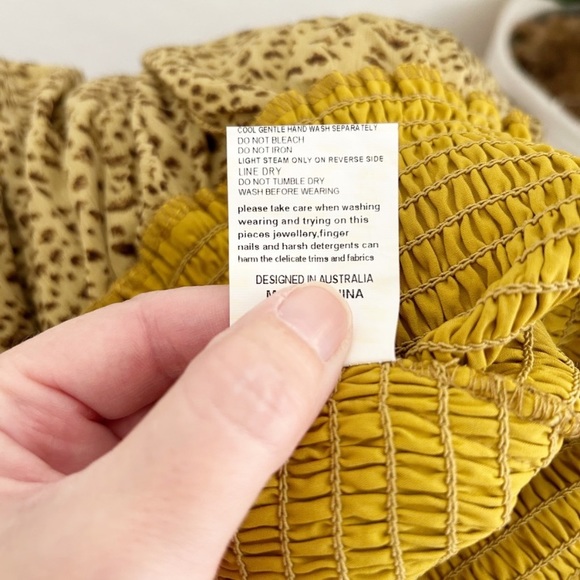 COOL GENTLE HAND WASH SEPARATELY
DO NOT BLEACH
DO NOT IRON
LIGHT STEAM ONLY ON REVERSE SIDE
LINE DRY
DO NOT TUMBLE DRY
WASH BEFORE WEARING
please take care when washing
wearing and trying on this
pieces jewellery,finger
nails and harsh detergents can
harm the clelicate trims and fabrics
DESIGNED IN AUSTRALIA